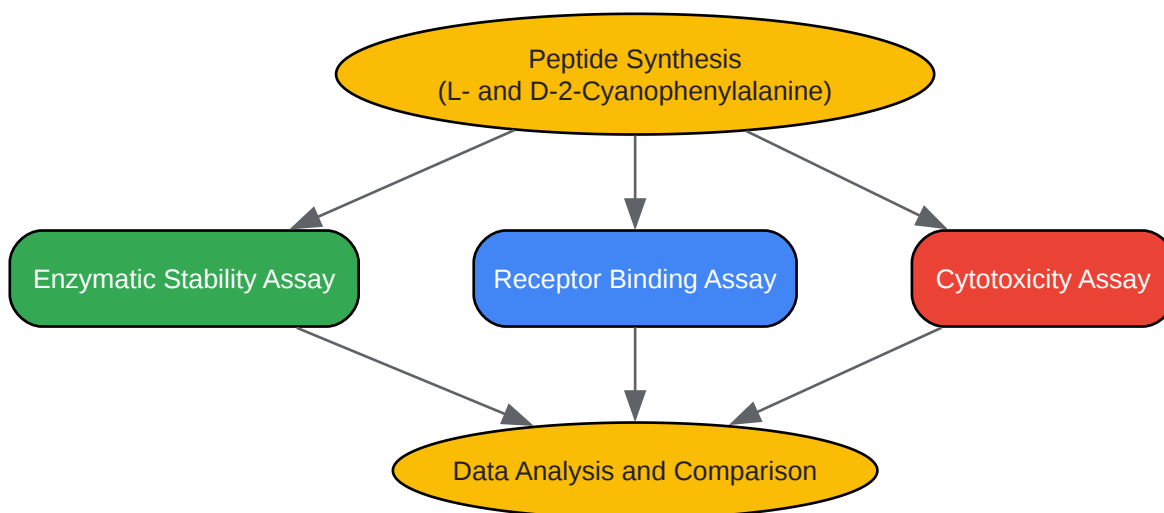 Peptide Synthesis
(L- and D-2-Cyanophenylalanine)
Enzymatic Stability Assay
Receptor Binding Assay
Cytotoxicity Assay
Data Analysis and Comparison